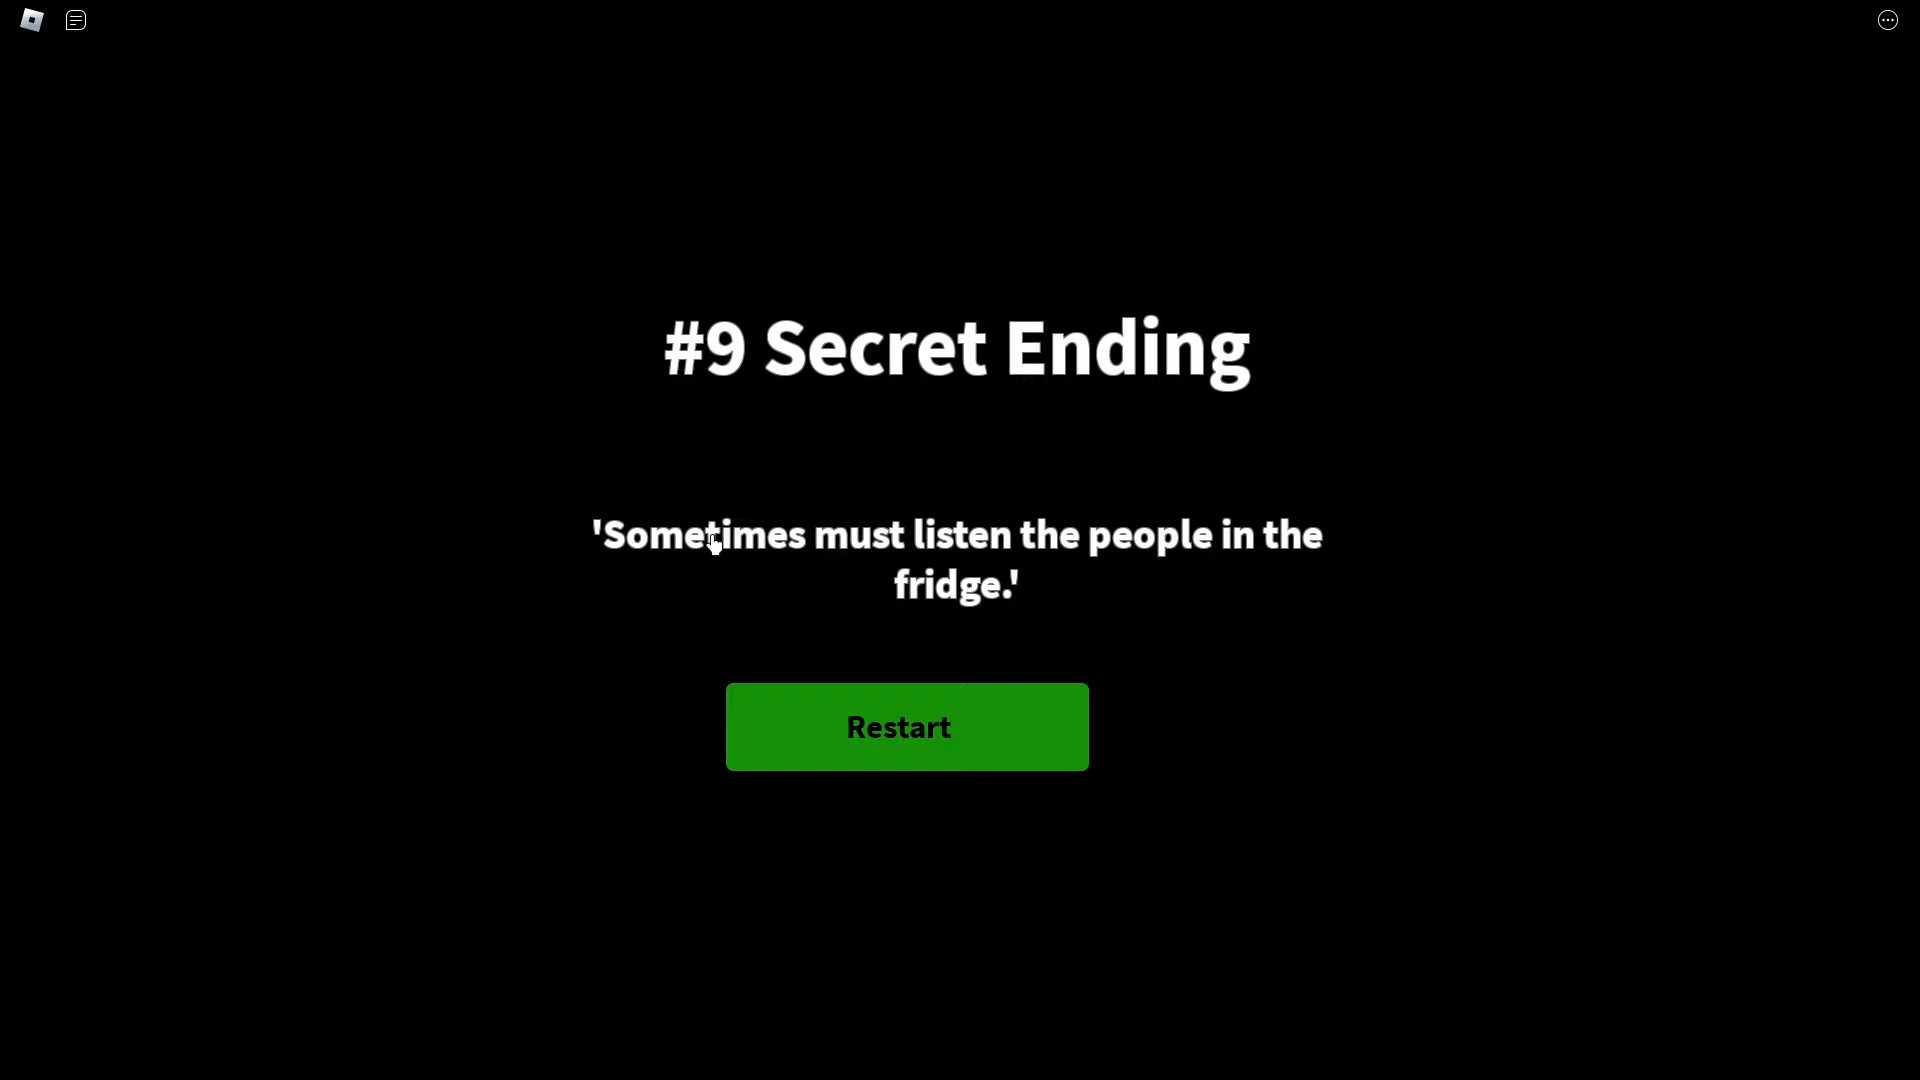 #9 Secret Ending
'Sometimes must listen the people in the
fridge.'
Restart